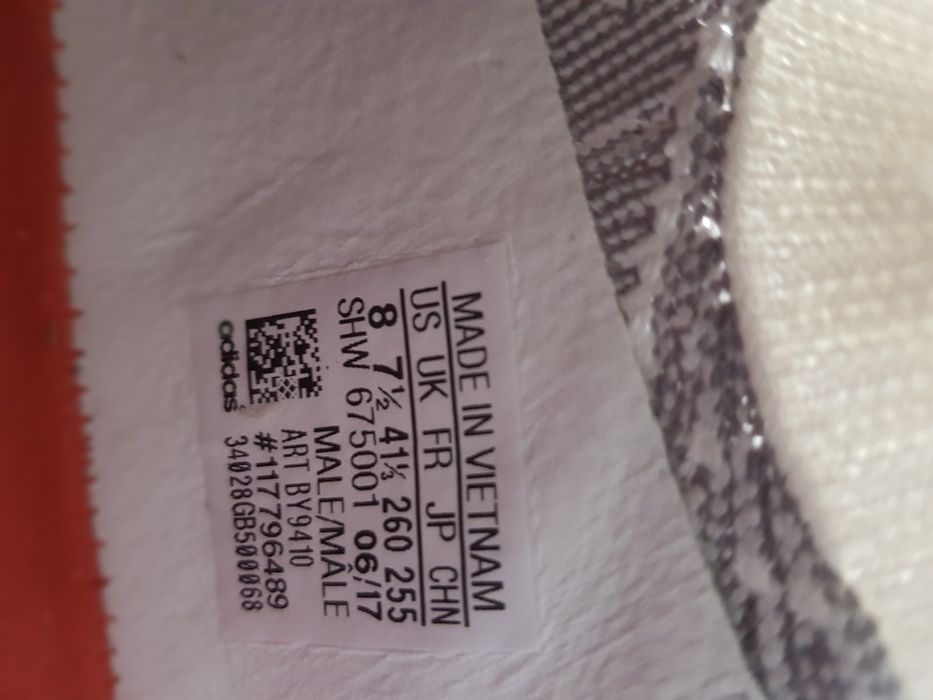 MADE IN VIETNAM
US UK FR JP CHN
8 7½ 41⅓ 260 255
SHW 675001 06/17
MALE/MÂLE
ART BY9410
#117796489
34028GB500068
adidas